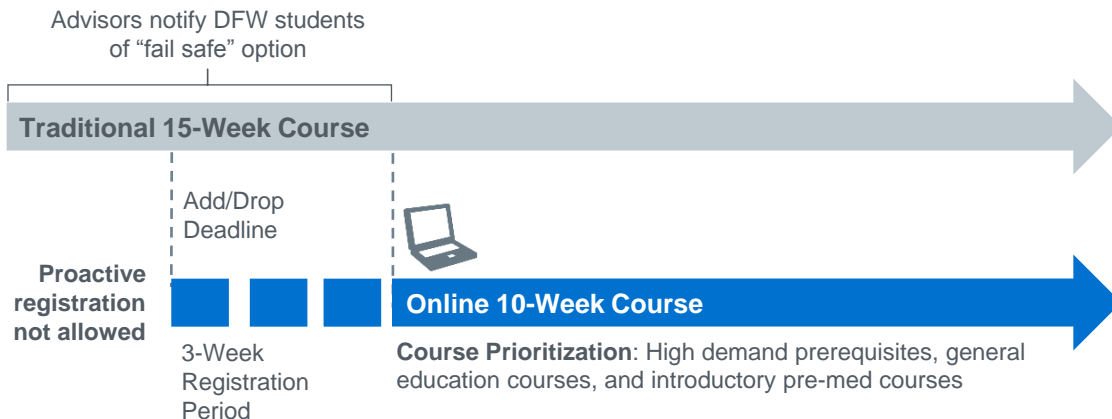 Advisors notify DFW students
of “fail safe” option
Traditional 15-Week Course
Add/Drop
Deadline
Proactive
registration
not allowed
Online 10-Week Course
3-Week
Registration
Period
Course Prioritization: High demand prerequisites, general
education courses, and introductory pre-med courses